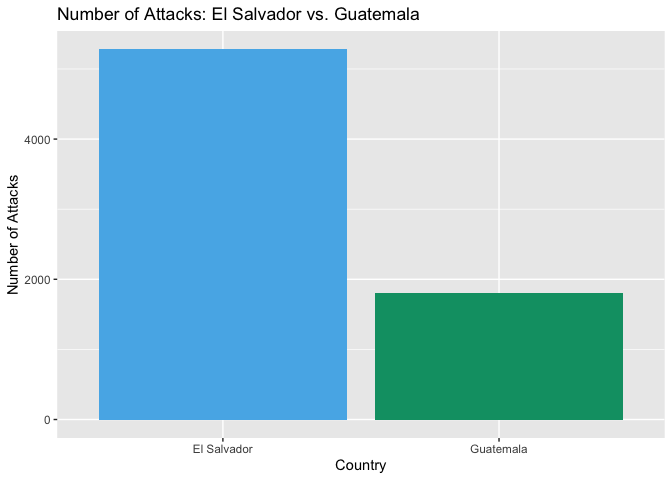 Number of Attacks: El Salvador vs. Guatemala
Number of Attacks
4000
2000
0
El Salvador
Guatemala
Country